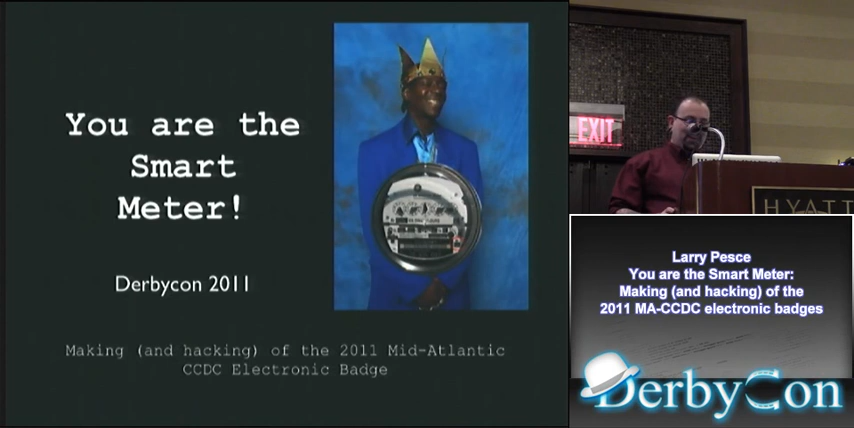 You are the
Smart
Meter!
Derbycon 2011
Making (and hacking) of the 2011 Mid-Atlantic
CCDC Electronic Badge
EXIT
HYATT
Larry Pesce
You are the Smart Meter:
Making (and hacking) of the
2011 MA-CCDC electronic badges
DerbyCon